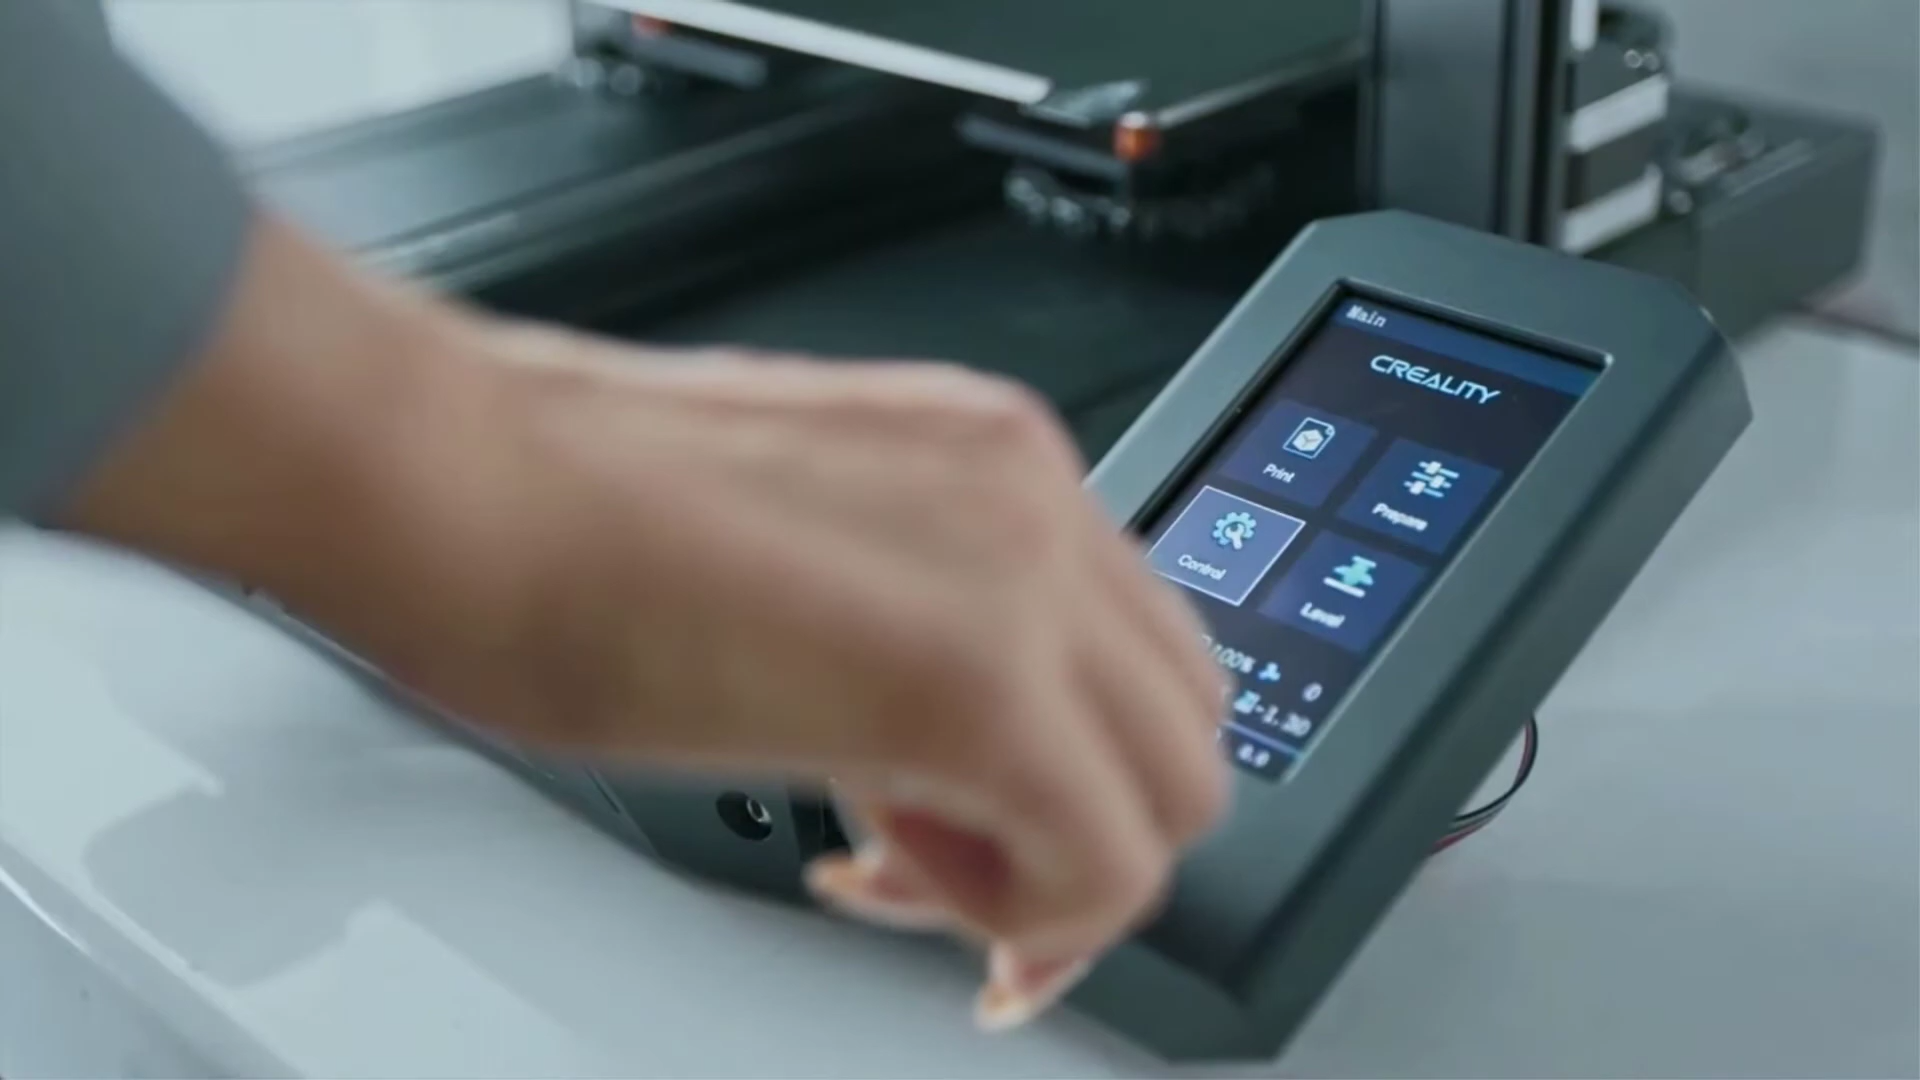 Main
CREALITY
Print
Prepare
Control
Level
100%
0
-1.30
0.0